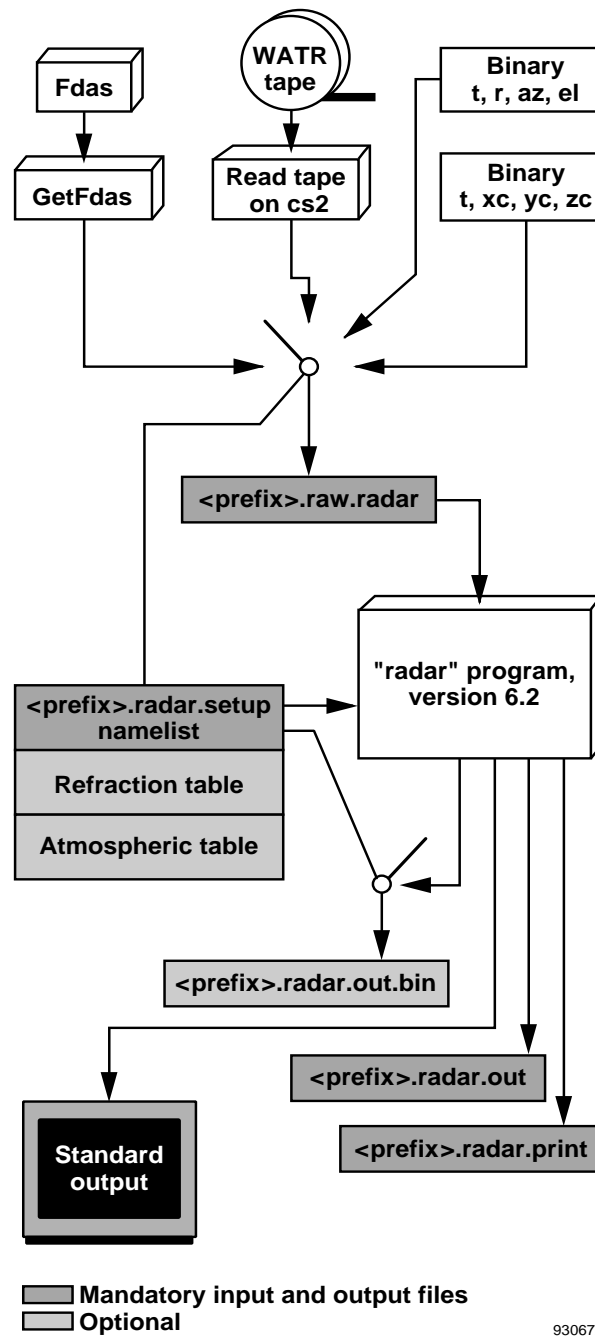 Fdas
WATR
tape
Binary
t, r, az, el
GetFdas
Read tape
on cs2
Binary
t, xc, yc, zc
<prefix>.raw.radar
"radar" program,
version 6.2
<prefix>.radar.setup
namelist
Refraction table
Atmospheric table
<prefix>.radar.out.bin
<prefix>.radar.out
<prefix>.radar.print
Standard
output
Mandatory input and output files
Optional
93067